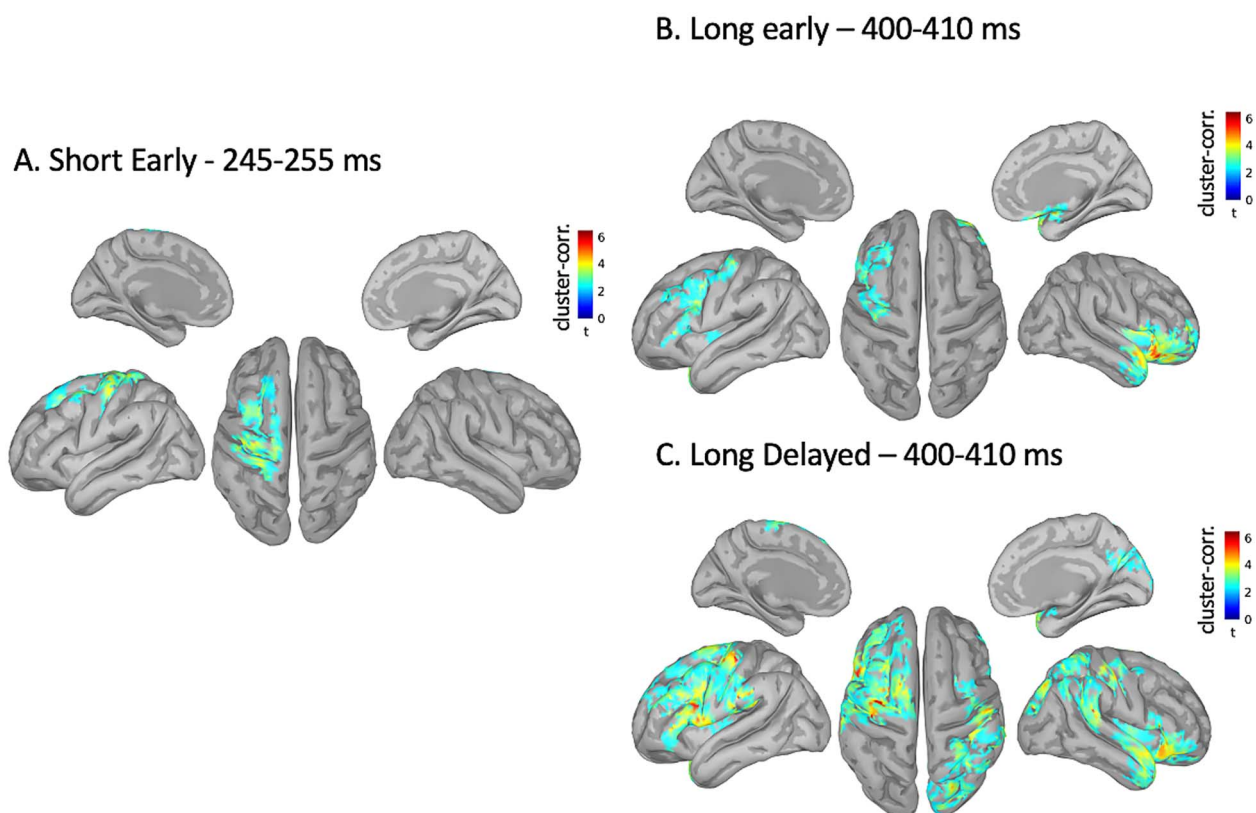 B. Long early – 400-410 ms
cluster-corr.
6
4
2
0
t
A. Short Early - 245-255 ms
cluster-corr.
6
4
2
0
t
C. Long Delayed – 400-410 ms
cluster-corr.
6
4
2
0
t